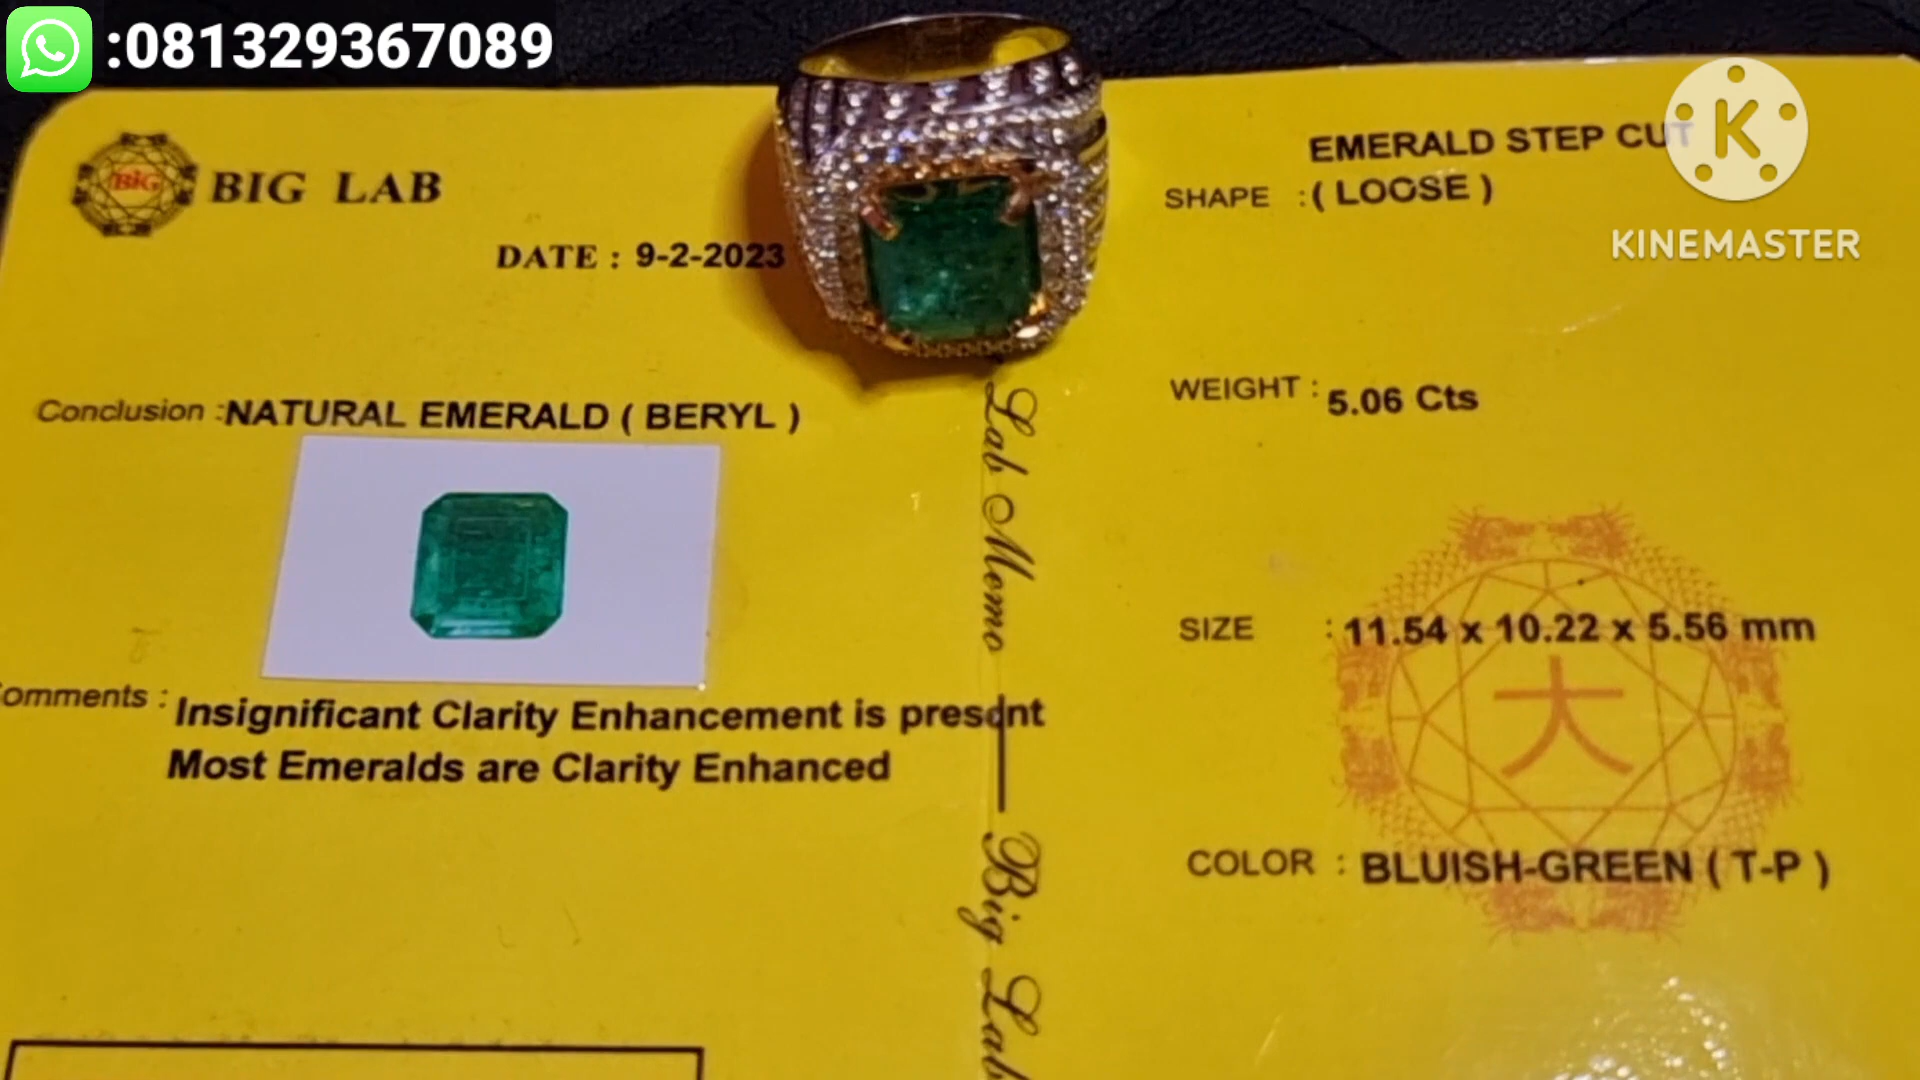 :081329367089
BIG
BIG LAB
DATE : 9-2-2023
Conclusion :NATURAL EMERALD ( BERYL )
omments : Insignificant Clarity Enhancement is present
Most Emeralds are Clarity Enhanced
Lab Memo — Big Lab
EMERALD STEP CUT
SHAPE : ( LOOSE )
K
KINEMASTER
WEIGHT : 5.06 Cts
SIZE : 11.54 x 10.22 x 5.56 mm
大
COLOR : BLUISH-GREEN ( T-P )